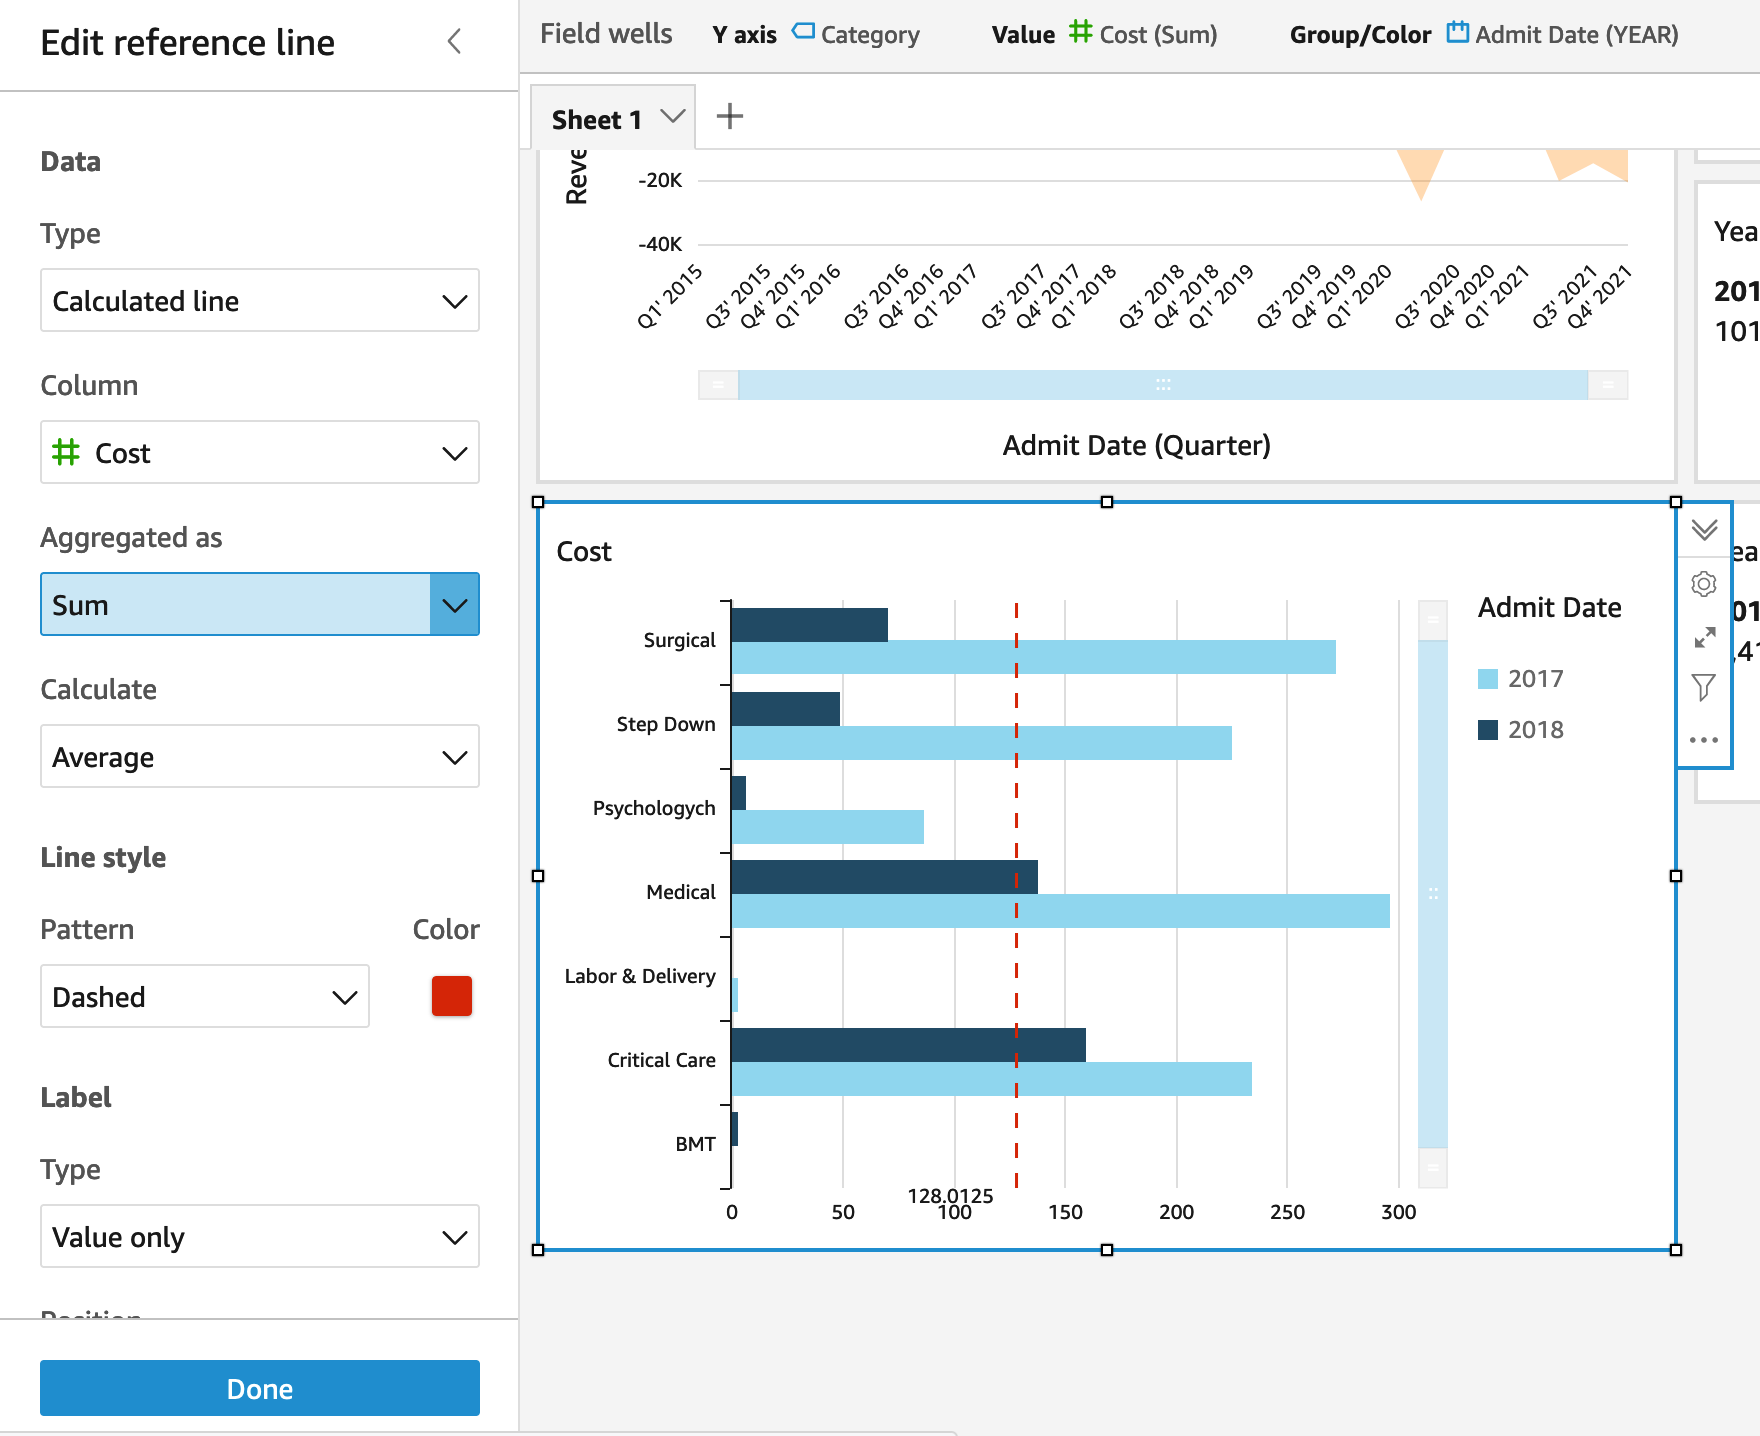 Edit reference line
Data
Type
Calculated line
Column
Cost
Aggregated as
Sum
Calculate
Average
Line style
Pattern Color
Dashed
Label
Type
Value only
Position
Done
Field wells Y axis Category Value Cost (Sum) Group/Color Admit Date (YEAR)
Sheet 1
Reve
-20K
-40K
Q1' 2015 Q3' 2015 Q4' 2015 Q1' 2016 Q3' 2016 Q4' 2016 Q1' 2017 Q3' 2017 Q4' 2017 Q1' 2018 Q3' 2018 Q4' 2018 Q1' 2019 Q3' 2019 Q4' 2019 Q1' 2020 Q3' 2020 Q4' 2020 Q1' 2021 Q3' 2021 Q4' 2021
Admit Date (Quarter)
Yea
201
101
Cost
Surgical
Step Down
Psychologych
Medical
Labor & Delivery
Critical Care
BMT
128.0125
0 50 100 150 200 250 300
Admit Date
2017
2018
ea
01
,41